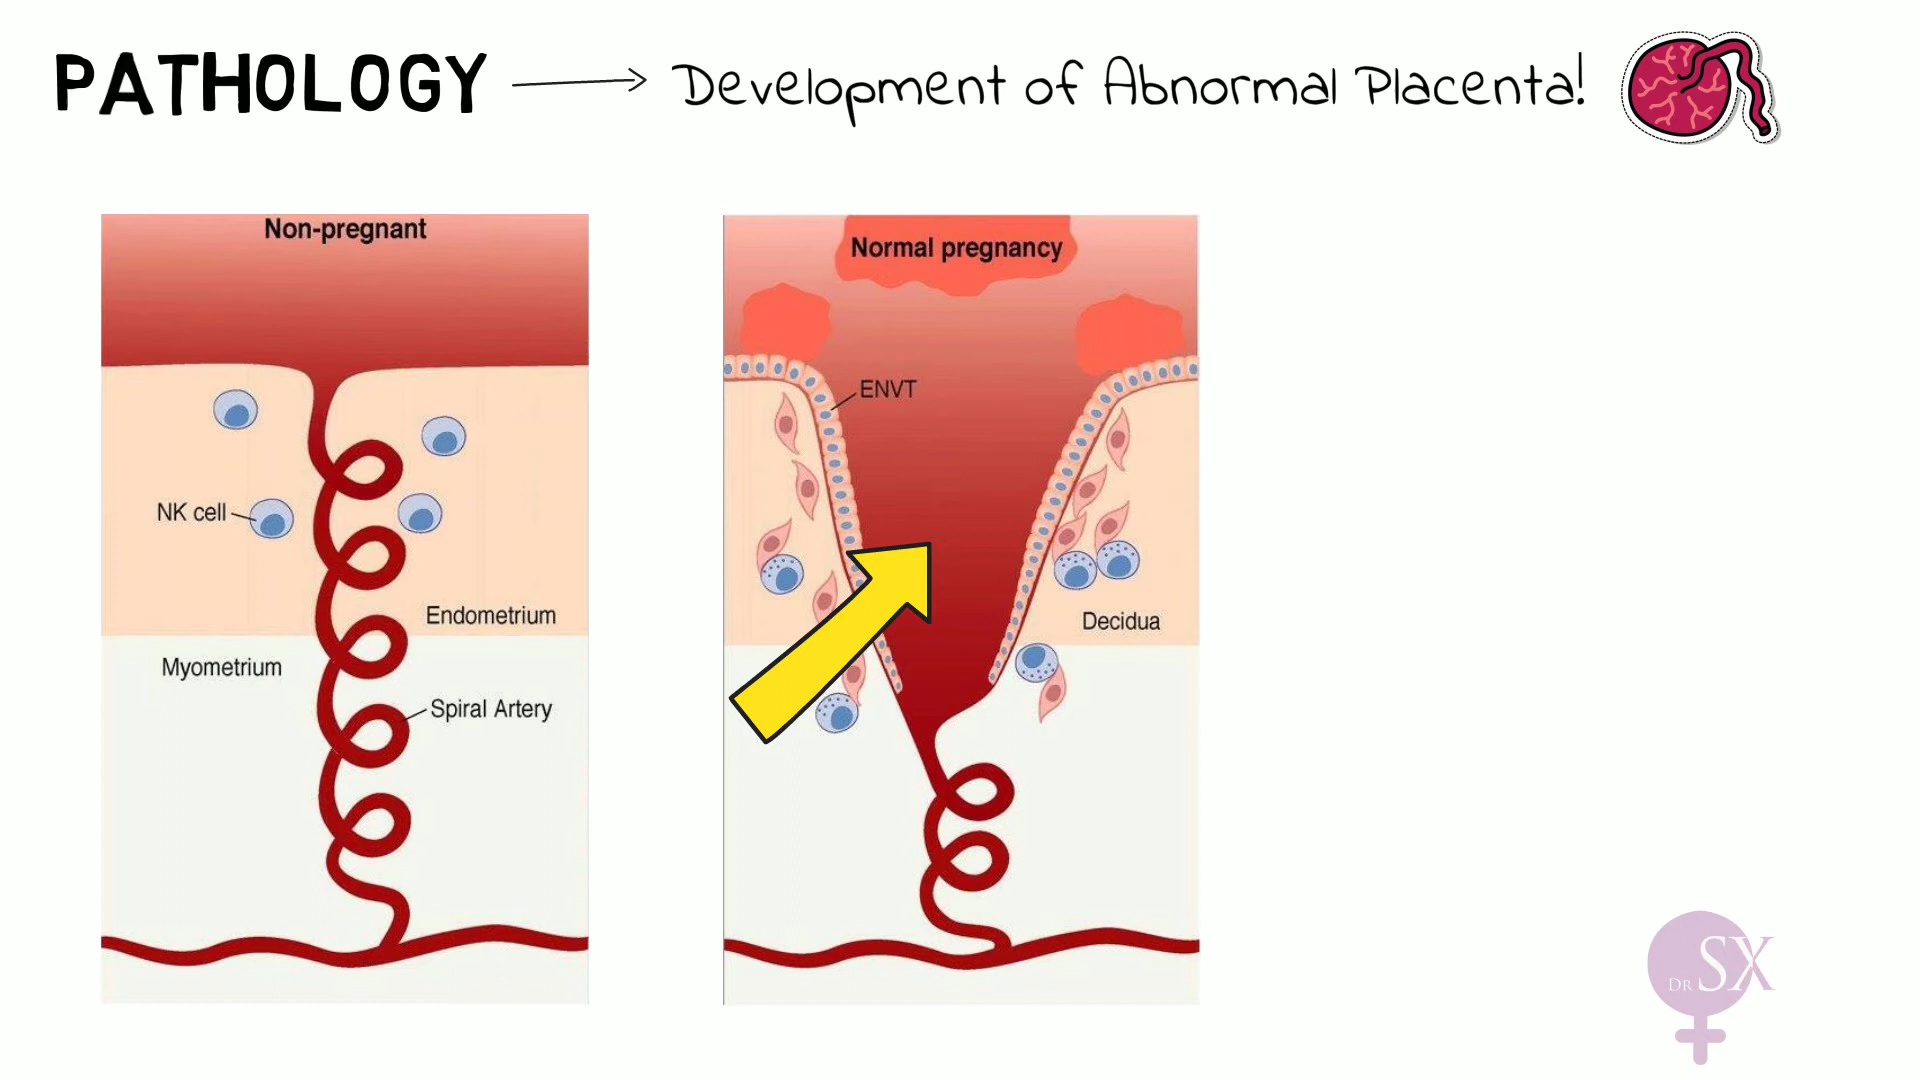 PATHOLOGY → Development of Abnormal Placenta!
Non-pregnant
NK cell
Endometrium
Myometrium
Spiral Artery
Normal pregnancy
ENVT
Decidua
DR SX